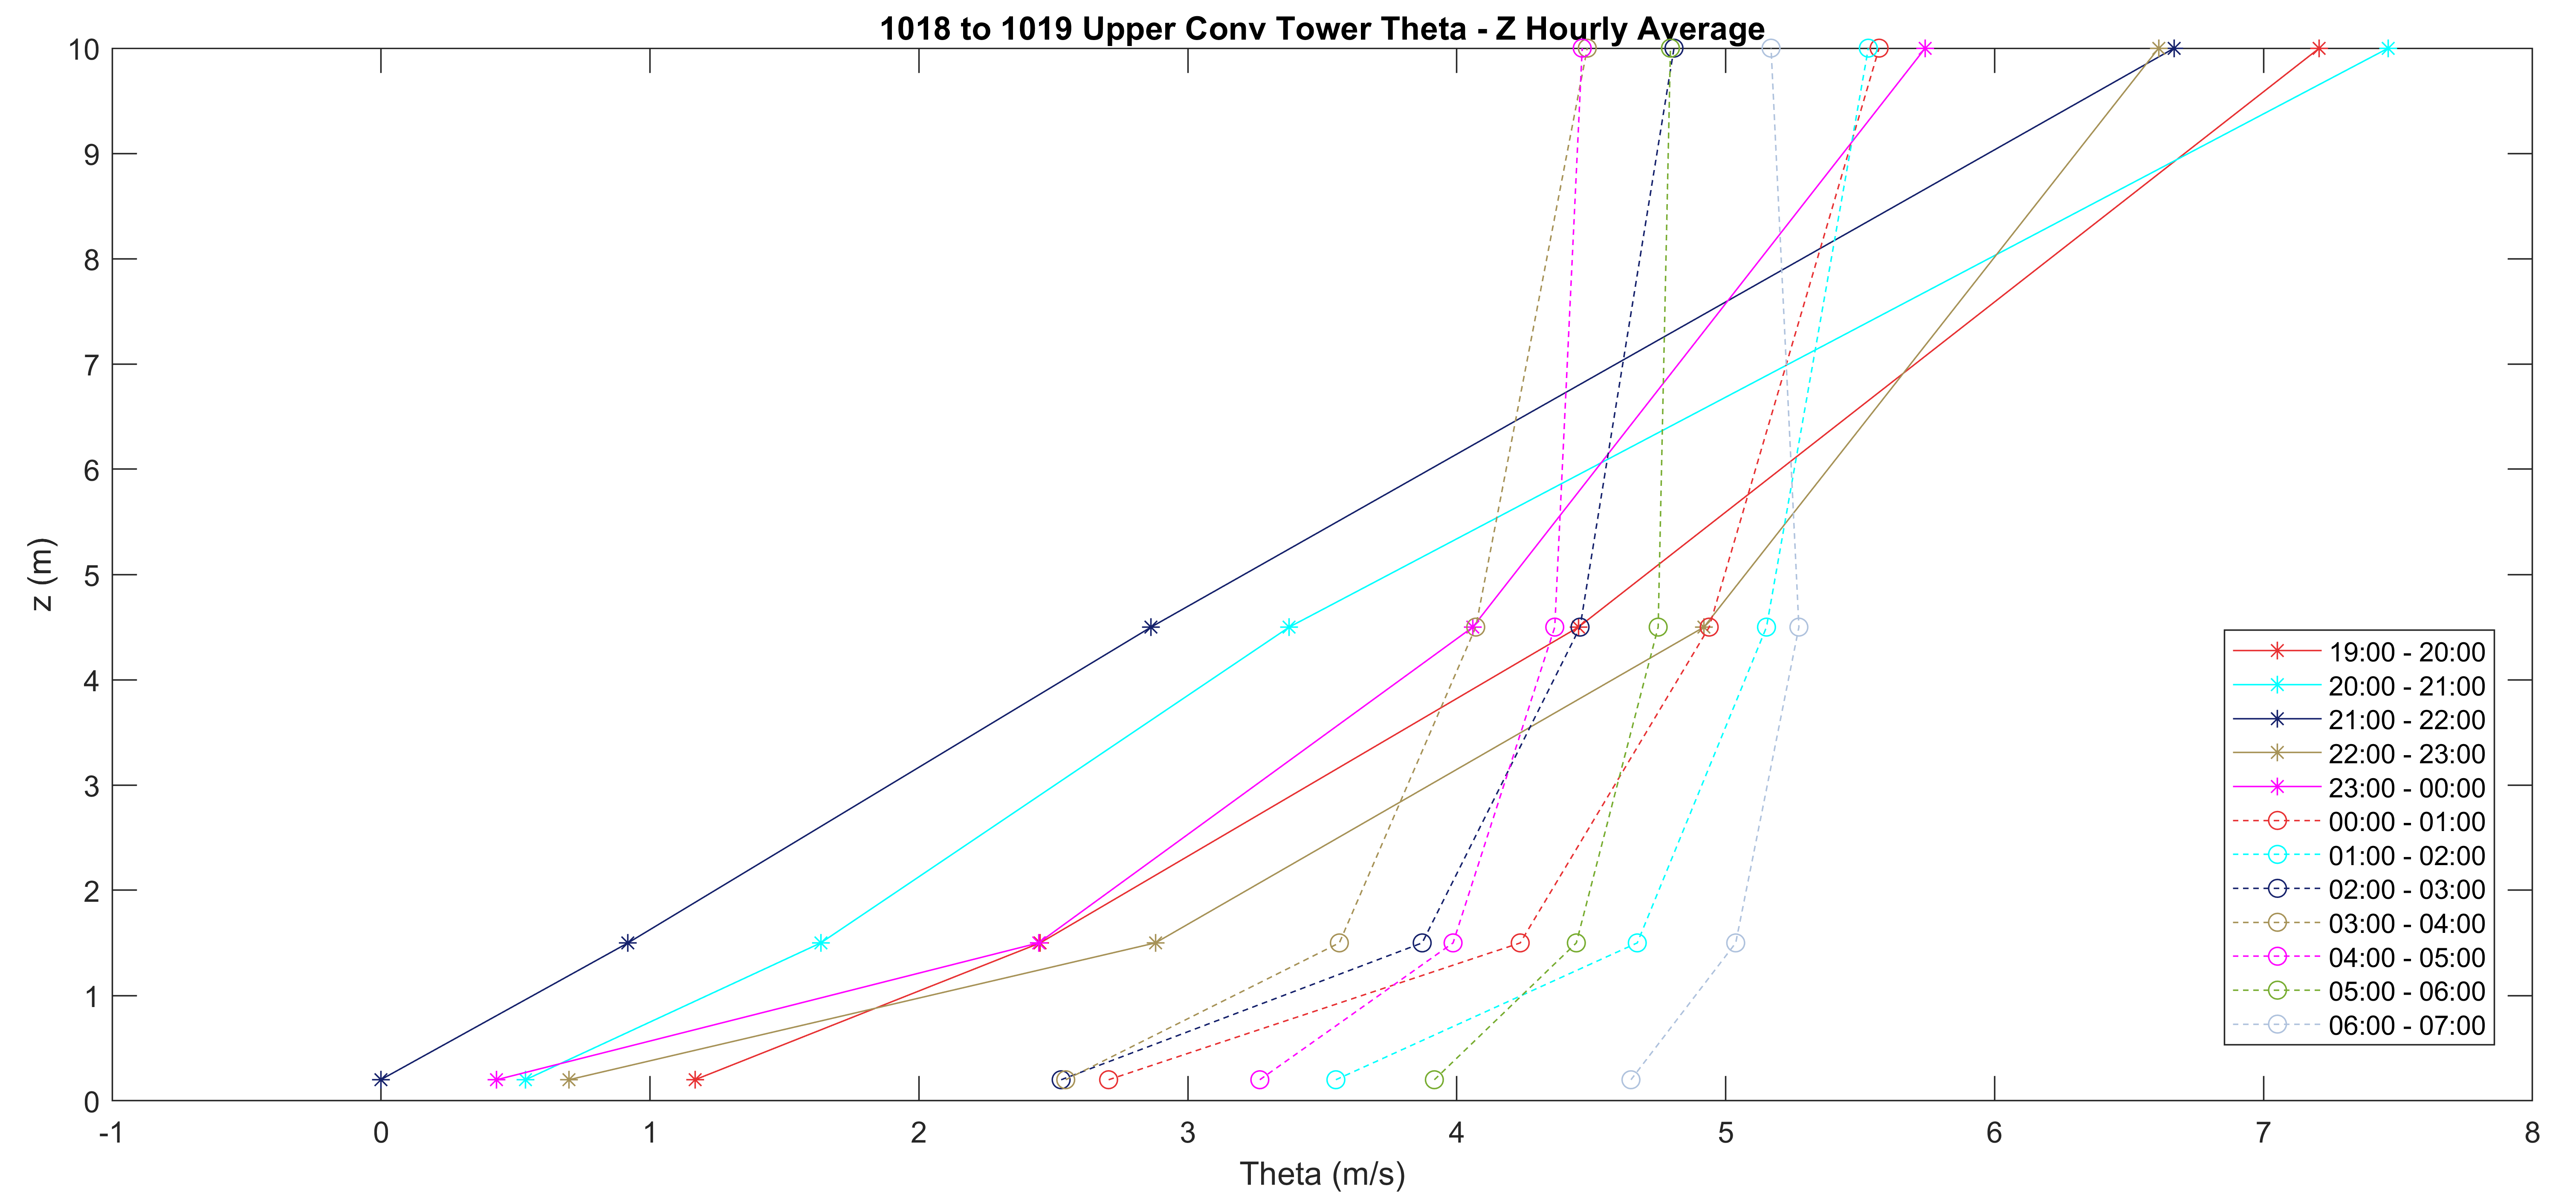 1018 to 1019 Upper Conv Tower Theta - Z Hourly Average
10
9
8
7
6
5
4
3
2
1
0
z (m)
-1 0 1 2 3 4 5 6 7 8
Theta (m/s)
19:00 - 20:00
20:00 - 21:00
21:00 - 22:00
22:00 - 23:00
23:00 - 00:00
00:00 - 01:00
01:00 - 02:00
02:00 - 03:00
03:00 - 04:00
04:00 - 05:00
05:00 - 06:00
06:00 - 07:00